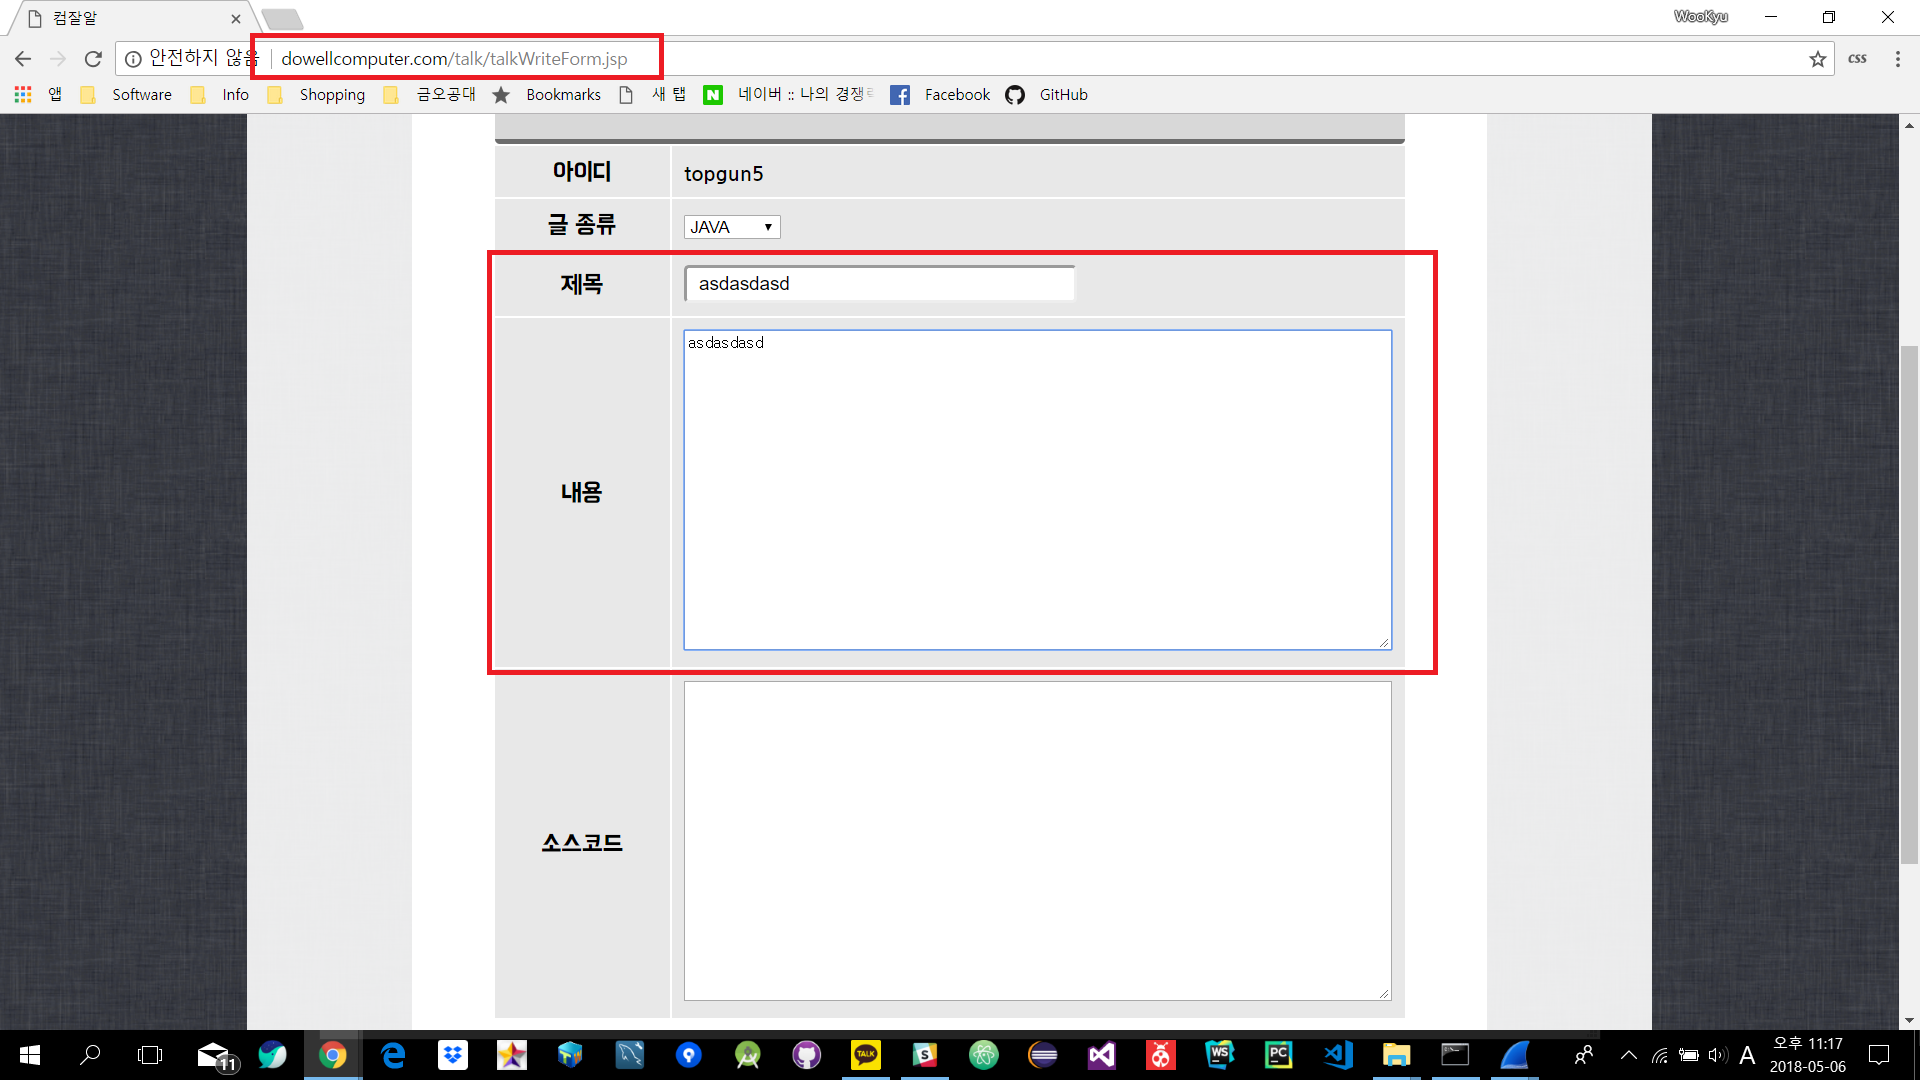 컴잘알
WooKyu
안전하지 않음 dowellcomputer.com/talk/talkWriteForm.jsp
css
앱 Software Info Shopping 금오공대 Bookmarks 새 탭 네이버 :: 나의 경쟁 Facebook GitHub
아이디 topgun5
글 종류 JAVA
제목 asdasdasd
내용 asdasdasd
소스코드
11 TALK S WS PC A 오후 11:17
2018-05-06